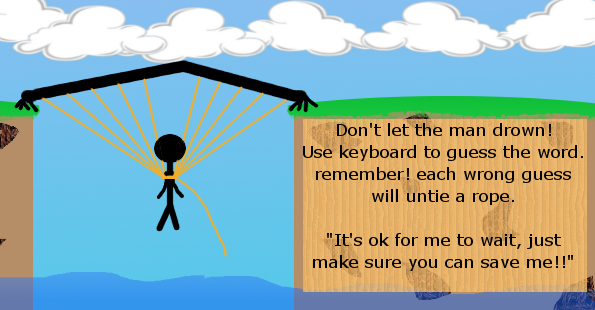 Don't let the man drown!
Use keyboard to guess the word.
remember! each wrong guess
will untie a rope.
"It's ok for me to wait, just
make sure you can save me!!"